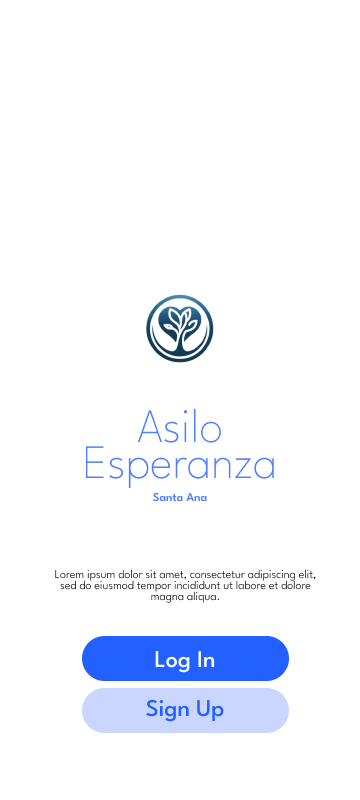 Asilo
Esperanza
Santa Ana
Lorem ipsum dolor sit amet, consectetur adipiscing elit,
sed do eiusmod tempor incididunt ut labore et dolore
magna aliqua.
Log In
Sign Up